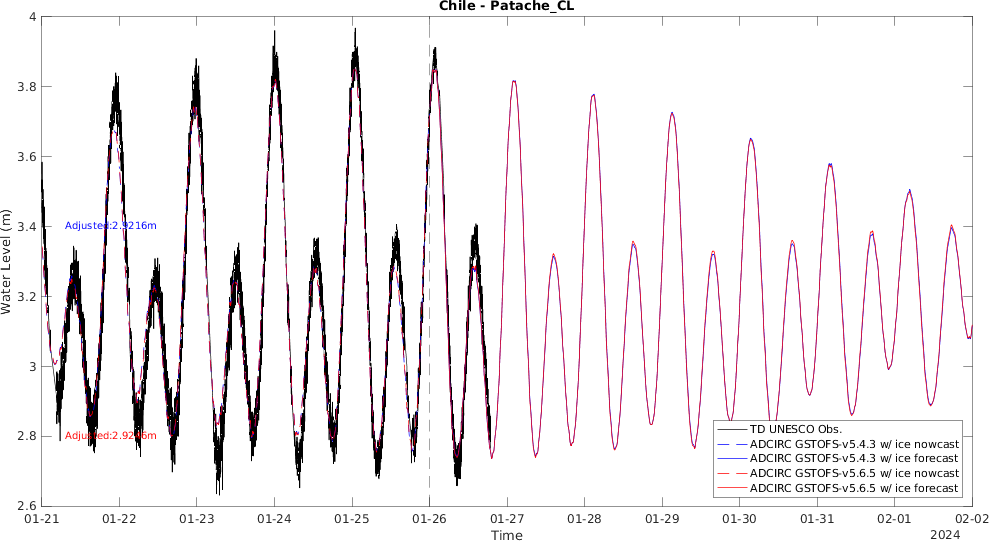 Chile - Patache_CL
4
3.8
3.6
3.4
3.2
3
2.8
2.6
Water Level (m)
Adjusted:2.9216m
Adjusted:2.9246m
TD UNESCO Obs.
ADCIRC GSTOFS-v5.4.3 w/ ice nowcast
ADCIRC GSTOFS-v5.4.3 w/ ice forecast
ADCIRC GSTOFS-v5.6.5 w/ ice nowcast
ADCIRC GSTOFS-v5.6.5 w/ ice forecast
01-21 01-22 01-23 01-24 01-25 01-26 01-27 01-28 01-29 01-30 01-31 02-01 02-02
Time
2024